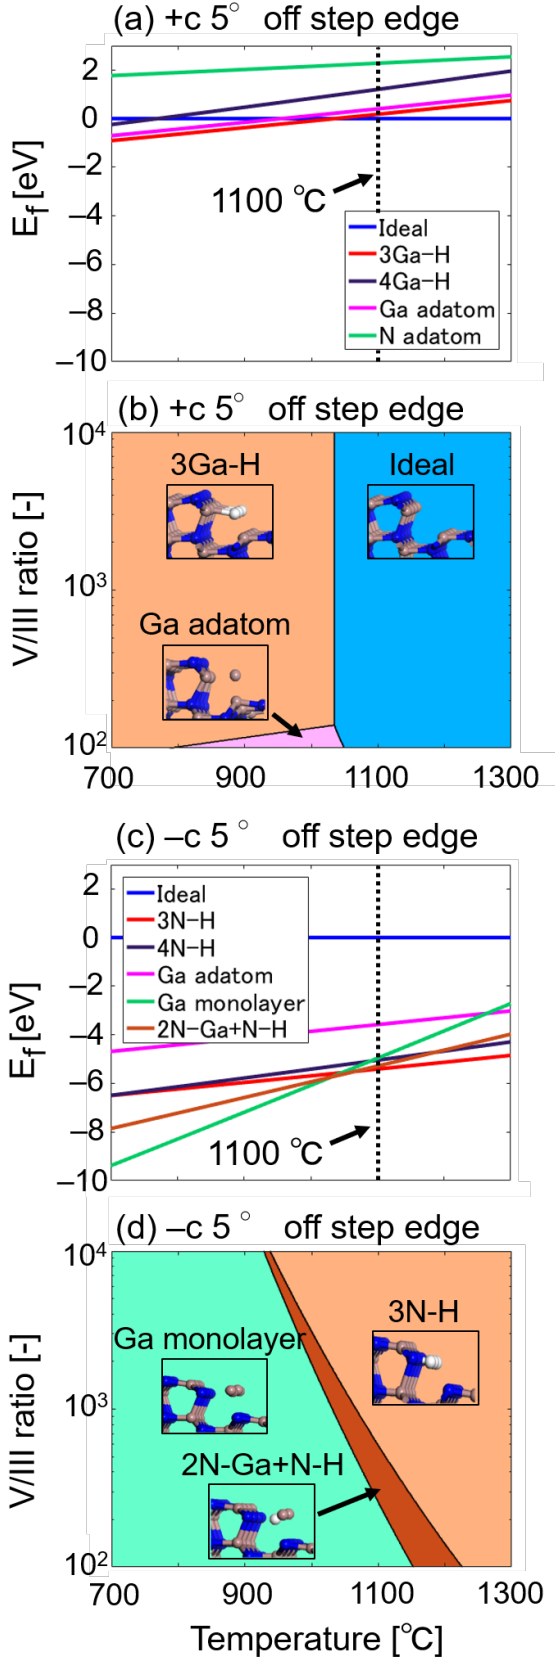 (a) +c 5° off step edge
2
0
−2
−4
−6
−8
−10
E_f [eV]
1100 ℃
Ideal
3Ga−H
4Ga−H
Ga adatom
N adatom
(b) +c 5° off step edge
10^4
10^3
10^2
V/III ratio [-]
3Ga-H
Ideal
Ga adatom
700 900 1100 1300
(c) −c 5° off step edge
2
0
−2
−4
−6
−8
−10
E_f [eV]
Ideal
3N−H
4N−H
Ga adatom
Ga monolayer
2N−Ga+N−H
1100 ℃
(d) −c 5° off step edge
10^4
10^3
10^2
V/III ratio [-]
3N-H
Ga monolayer
2N-Ga+N-H
700 900 1100 1300
Temperature [℃]